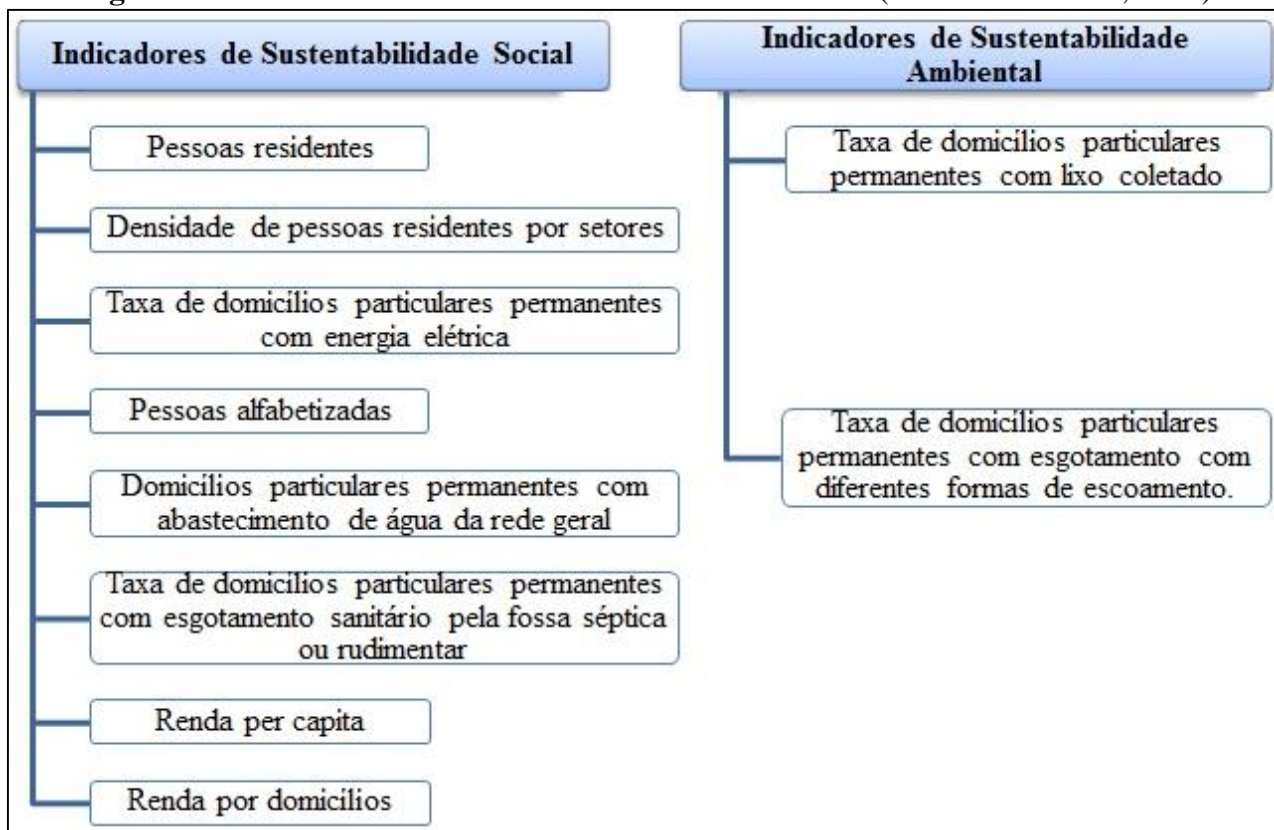 Indicadores de Sustentabilidade Social
Pessoas residentes
Densidade de pessoas residentes por setores
Taxa de domicílios particulares permanentes
com energia elétrica
Pessoas alfabetizadas
Domicílios particulares permanentes com
abastecimento de água da rede geral
Taxa de domicílios particulares permanentes
com esgotamento sanitário pela fossa séptica
ou rudimentar
Renda per capita
Renda por domicílios
Indicadores de Sustentabilidade
Ambiental
Taxa de domicílios particulares
permanentes com lixo coletado
Taxa de domicílios particulares
permanentes com esgotamento com
diferentes formas de escoamento.